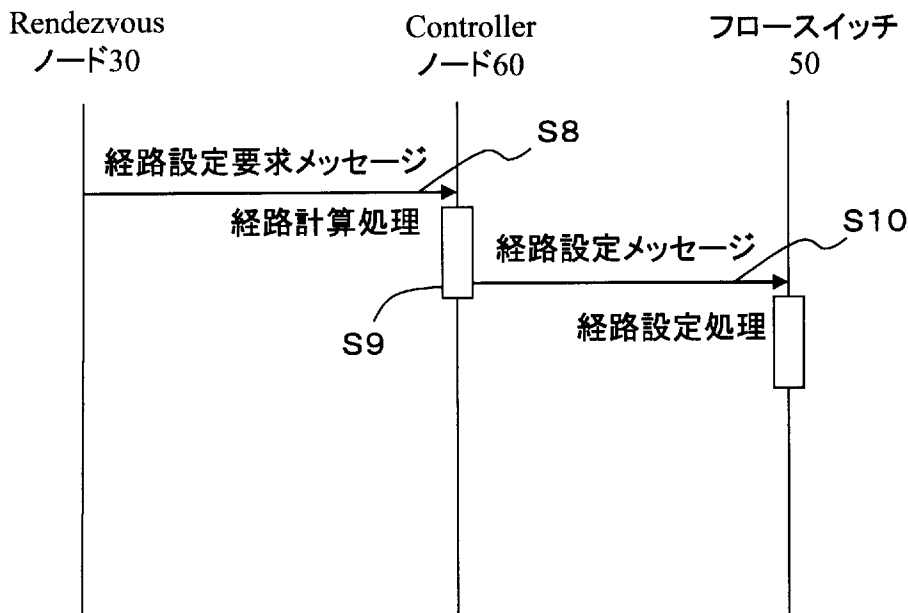 Rendezvous
ノード30
Controller
ノード60
フロースイッチ
50
S8
経路設定要求メッセージ
経路計算処理
S10
経路設定メッセージ
経路設定処理
S9